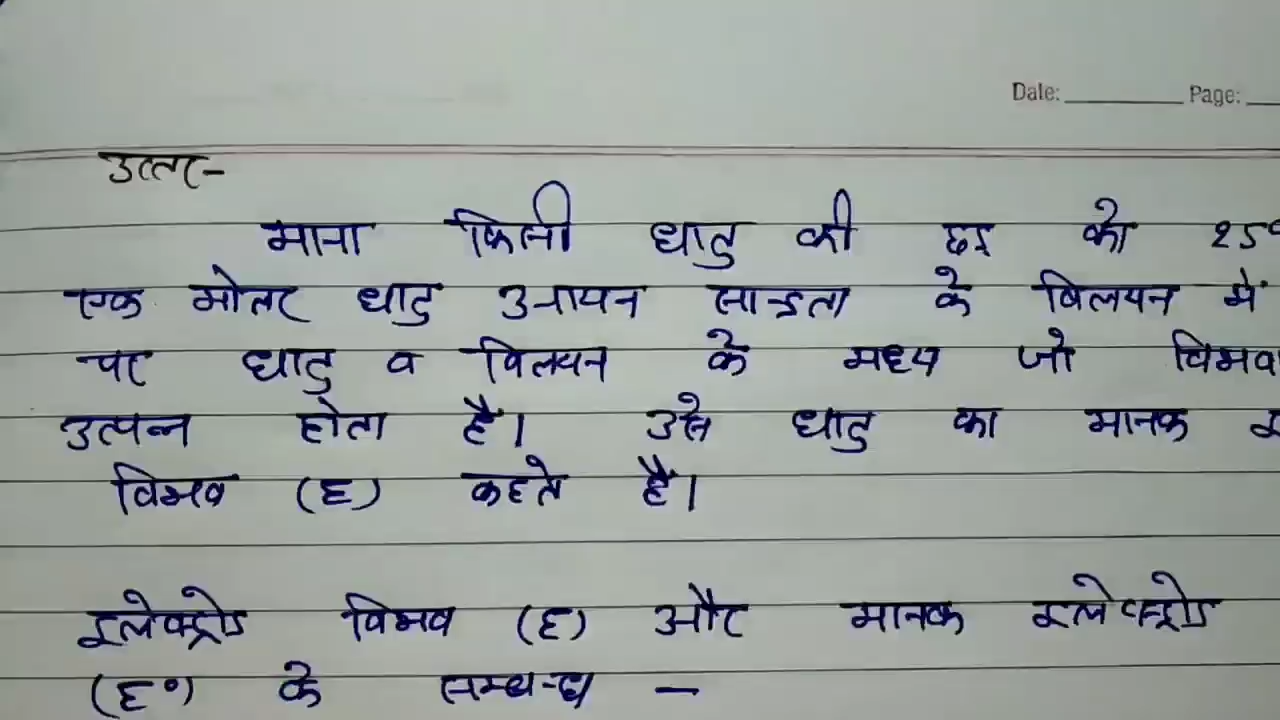 Date: Page:
उत्तर-
माना किसी धातु की छड़ को 25°
एक मोलर धातु आयन सान्द्रता के विलयन में
पर धातु व विलयन के मध्य जो विभव
उत्पन्न होता है। उसे धातु का मानक इ
विभव (E) कहते है।
इलेक्ट्रोड विभव (E) और मानक इलेक्ट्रोड
(E°) के सम्बन्ध –